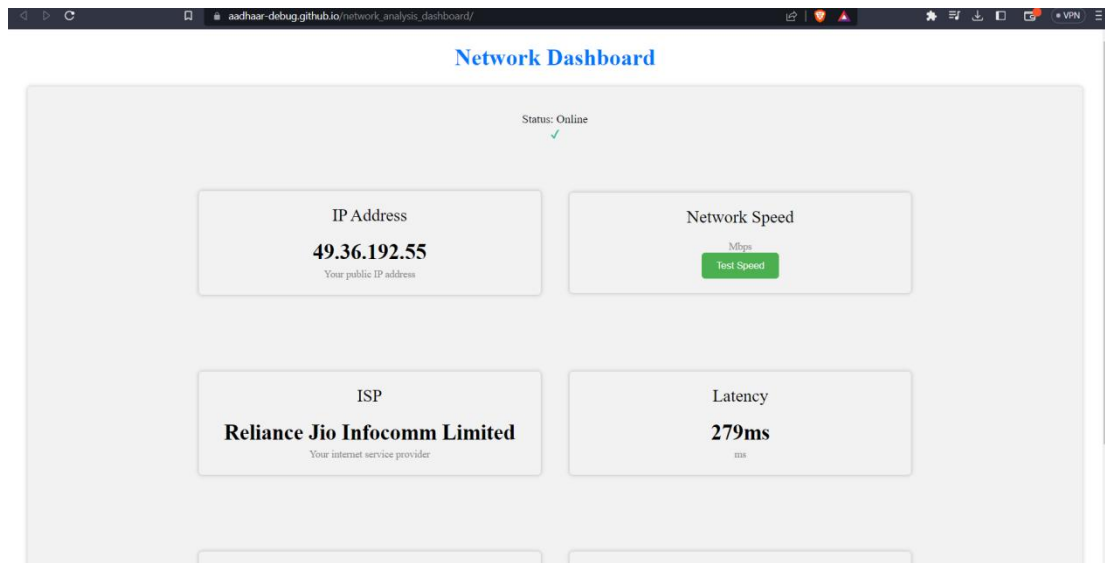 aadhaar-debug.github.io/network_analysis_dashboard/
VPN
Network Dashboard
Status: Online
✓
IP Address
49.36.192.55
Your public IP address
Network Speed
Mbps
Test Speed
ISP
Reliance Jio Infocomm Limited
Your internet service provider
Latency
279ms
ms